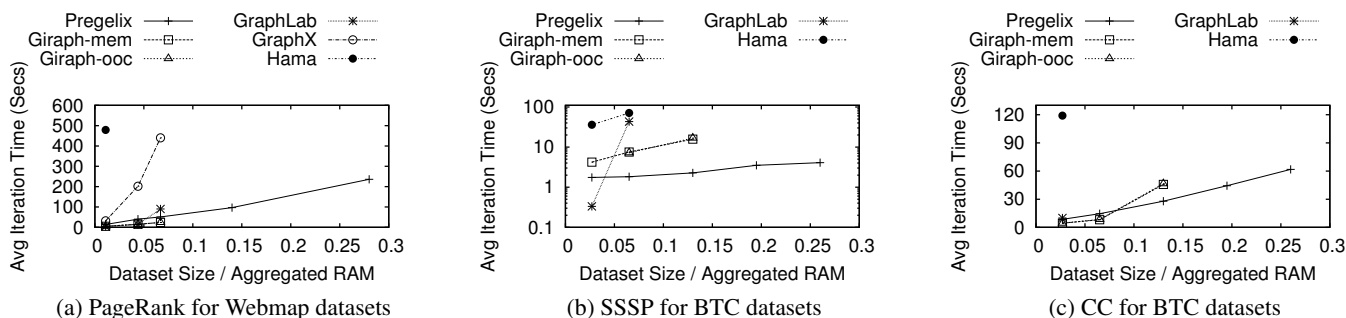 Pregelix
Giraph-mem
Giraph-ooc
GraphLab
GraphX
Hama
Avg Iteration Time (Secs)
600
500
400
300
200
100
0
0 0.05 0.1 0.15 0.2 0.25 0.3
Dataset Size / Aggregated RAM
(a) PageRank for Webmap datasets
Pregelix
Giraph-mem
Giraph-ooc
GraphLab
Hama
Avg Iteration Time (Secs)
100
10
1
0.1
0 0.05 0.1 0.15 0.2 0.25 0.3
Dataset Size / Aggregated RAM
(b) SSSP for BTC datasets
Pregelix
Giraph-mem
Giraph-ooc
GraphLab
Hama
Avg Iteration Time (Secs)
120
90
60
30
0
0 0.05 0.1 0.15 0.2 0.25 0.3
Dataset Size / Aggregated RAM
(c) CC for BTC datasets